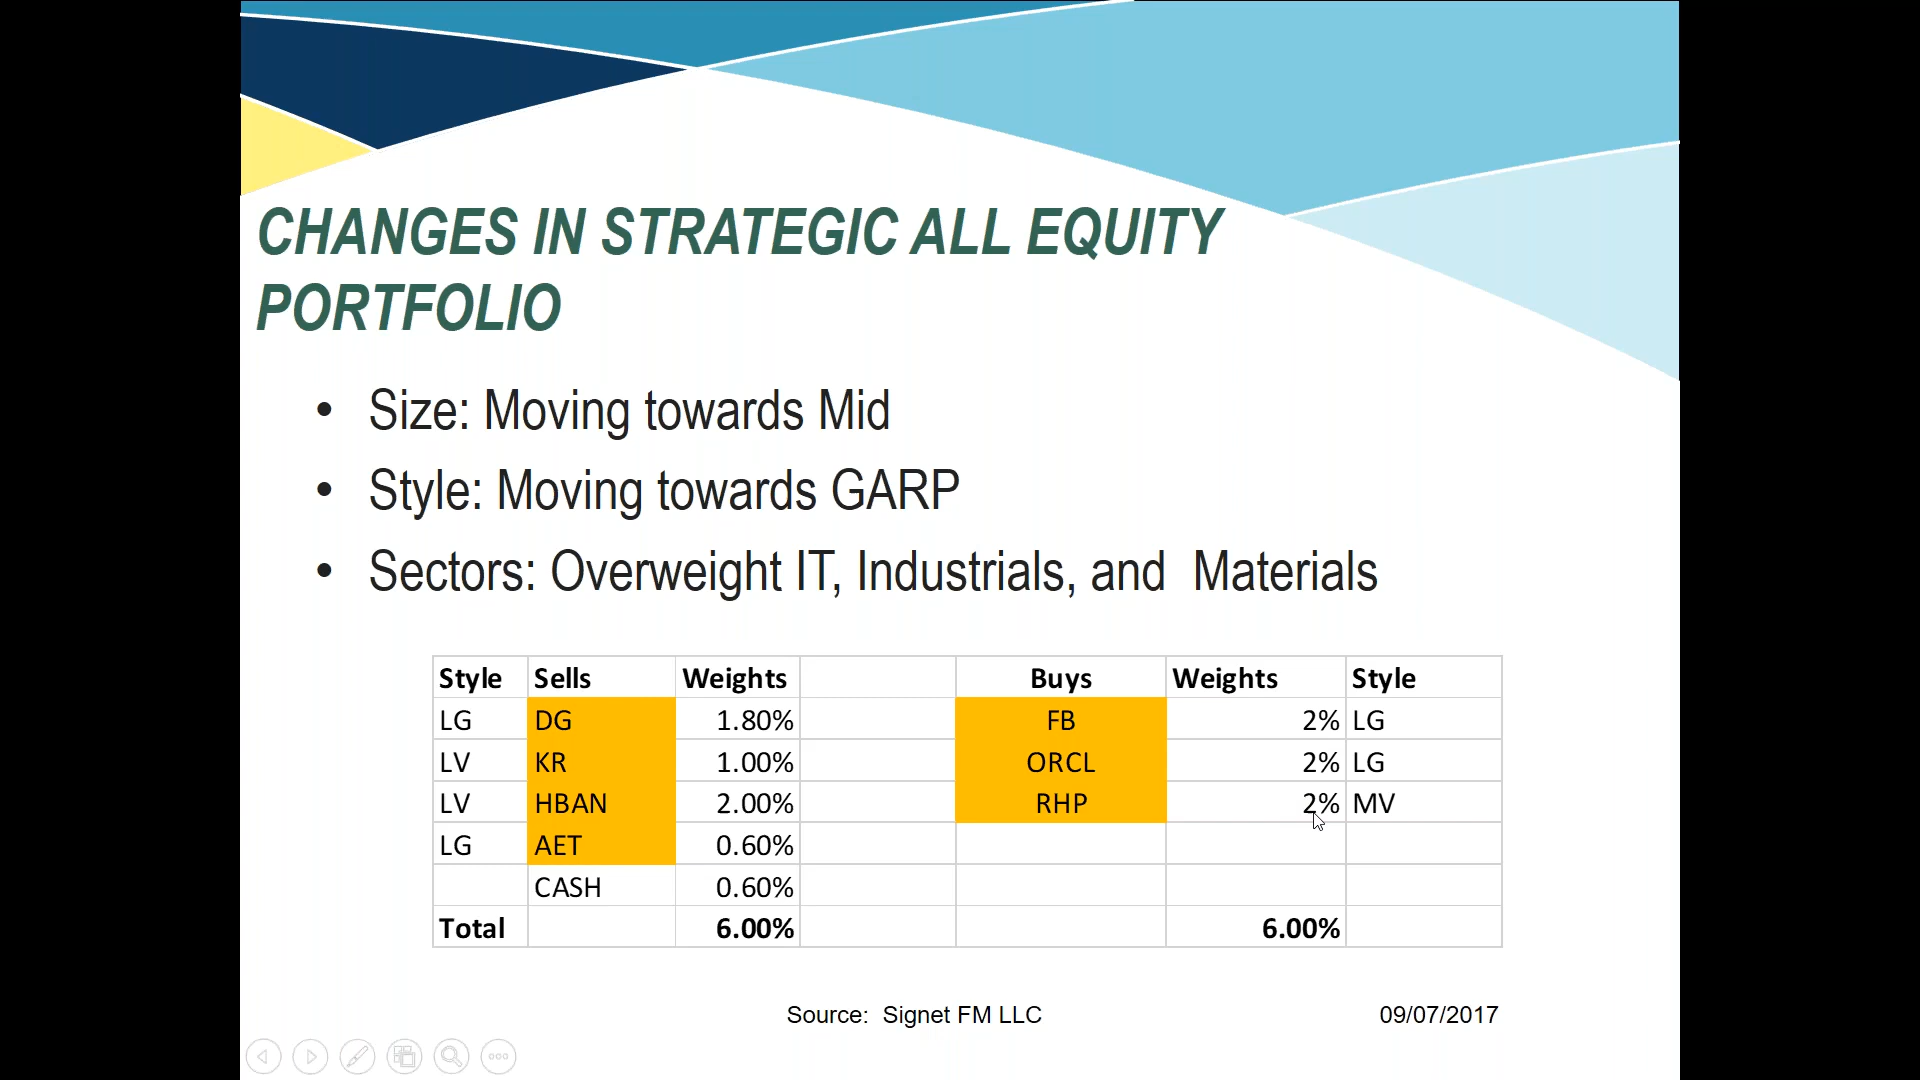 CHANGES IN STRATEGIC ALL EQUITY
PORTFOLIO
• Size: Moving towards Mid
• Style: Moving towards GARP
• Sectors: Overweight IT, Industrials, and  Materials
Style Sells Weights Buys Weights Style
LG DG 1.80% FB 2% LG
LV KR 1.00% ORCL 2% LG
LV HBAN 2.00% RHP 2% MV
LG AET 0.60%
CASH 0.60%
Total 6.00% 6.00%
Source:  Signet FM LLC 09/07/2017